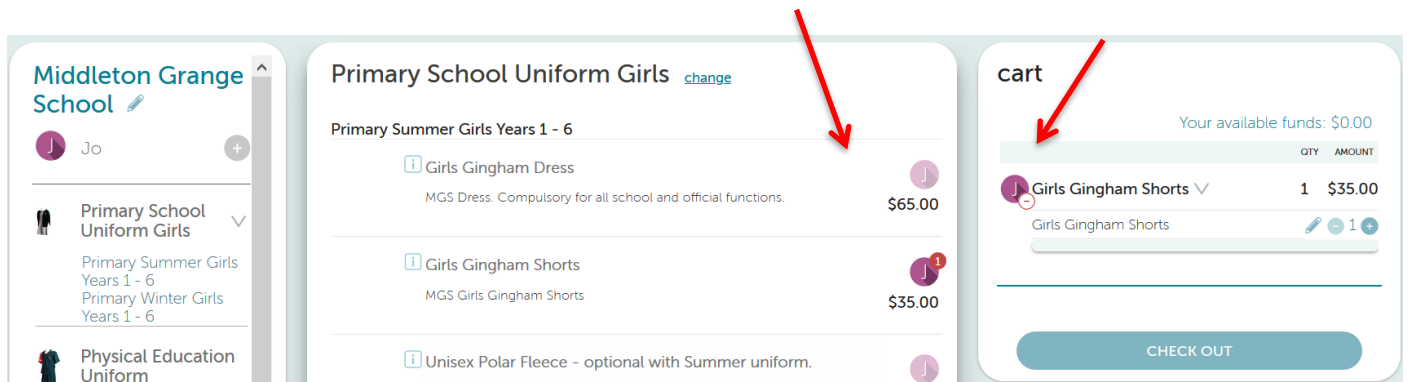 Middleton Grange
School
J
Jo
Primary School
Uniform Girls
Primary Summer Girls
Years 1 - 6
Primary Winter Girls
Years 1 - 6
Physical Education
Uniform
Primary School Uniform Girls change
Primary Summer Girls Years 1 - 6
i Girls Gingham Dress
J
MGS Dress. Compulsory for all school and official functions.
$65.00
i Girls Gingham Shorts
J 1
MGS Girls Gingham Shorts
$35.00
i Unisex Polar Fleece - optional with Summer uniform.
J
cart
Your available funds: $0.00
QTY AMOUNT
J Girls Gingham Shorts 1 $35.00
Girls Gingham Shorts - 1 +
CHECK OUT